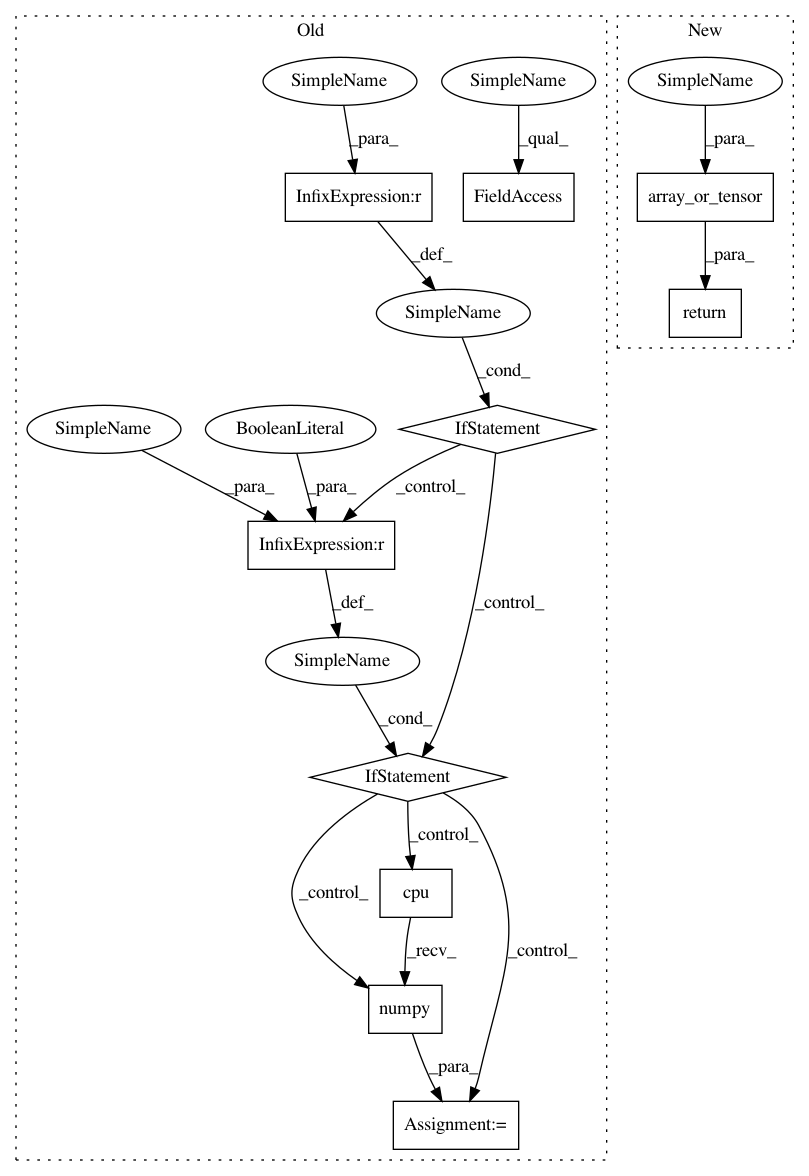 Old
New
SimpleName
SimpleName
SimpleName
_para_
_qual_
_para_
InfixExpression:r
FieldAccess
array_or_tensor
_def_
_para_
SimpleName
return
_cond_
SimpleName
BooleanLiteral
IfStatement
_para_
_para_
_control_
InfixExpression:r
_def_
_control_
SimpleName
_cond_
IfStatement
_control_
_control_
cpu
_control_
_recv_
numpy
_para_
Assignment:=